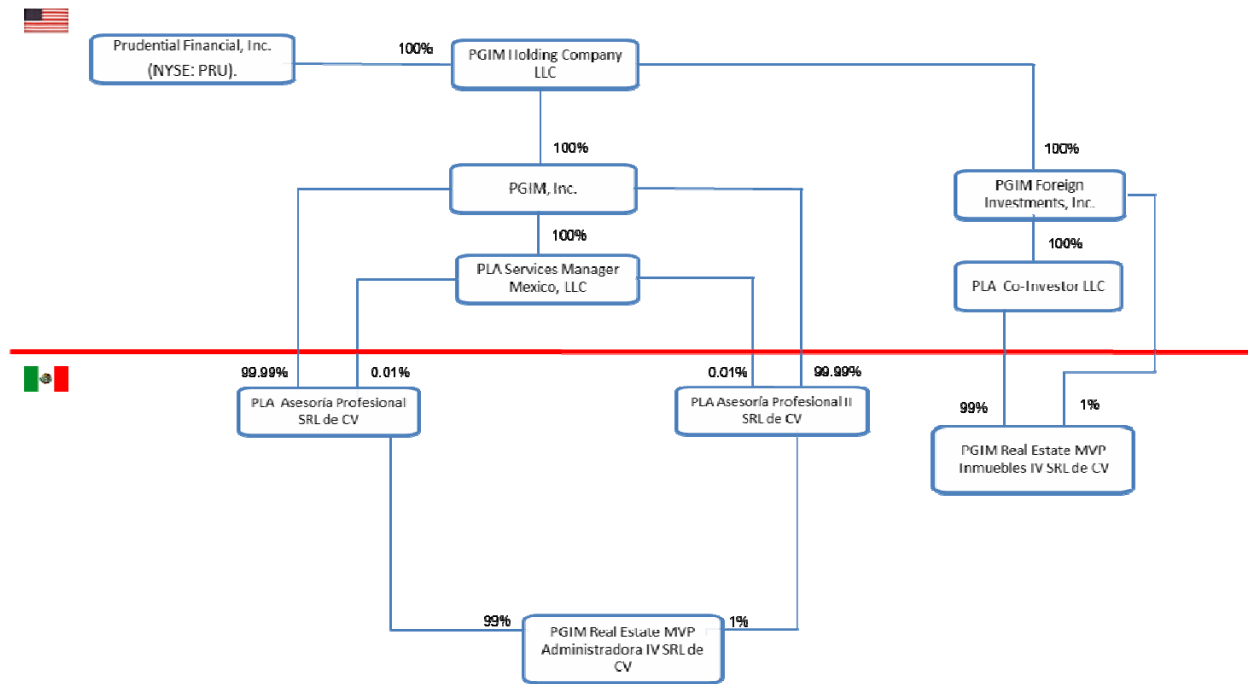 Prudential Financial, Inc.
(NYSE: PRU).
100%
PGIM Holding Company
LLC
100%
100%
PGIM, Inc.
PGIM Foreign
Investments, Inc.
100%
100%
PLA Services Manager
Mexico, LLC
PLA Co-Investor LLC
99.99%
0.01%
0.01%
99.99%
PLA Asesoría Profesional
SRL de CV
PLA Asesoría Profesional II
SRL de CV
99%
1%
PGIM Real Estate MVP
Inmuebles IV SRL de CV
99%
1%
PGIM Real Estate MVP
Administradora IV SRL de
CV